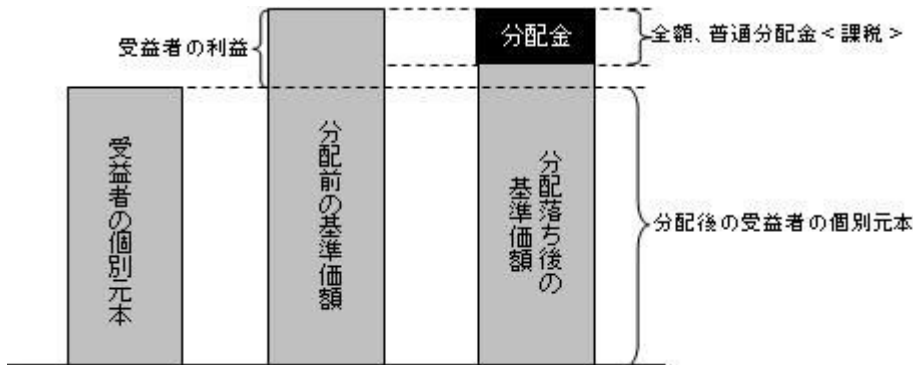 受益者の利益
分配金
全額、普通分配金＜課税＞
受益者の個別元本
分配前の基準価額
分配落ち後の
基準価額
分配後の受益者の個別元本